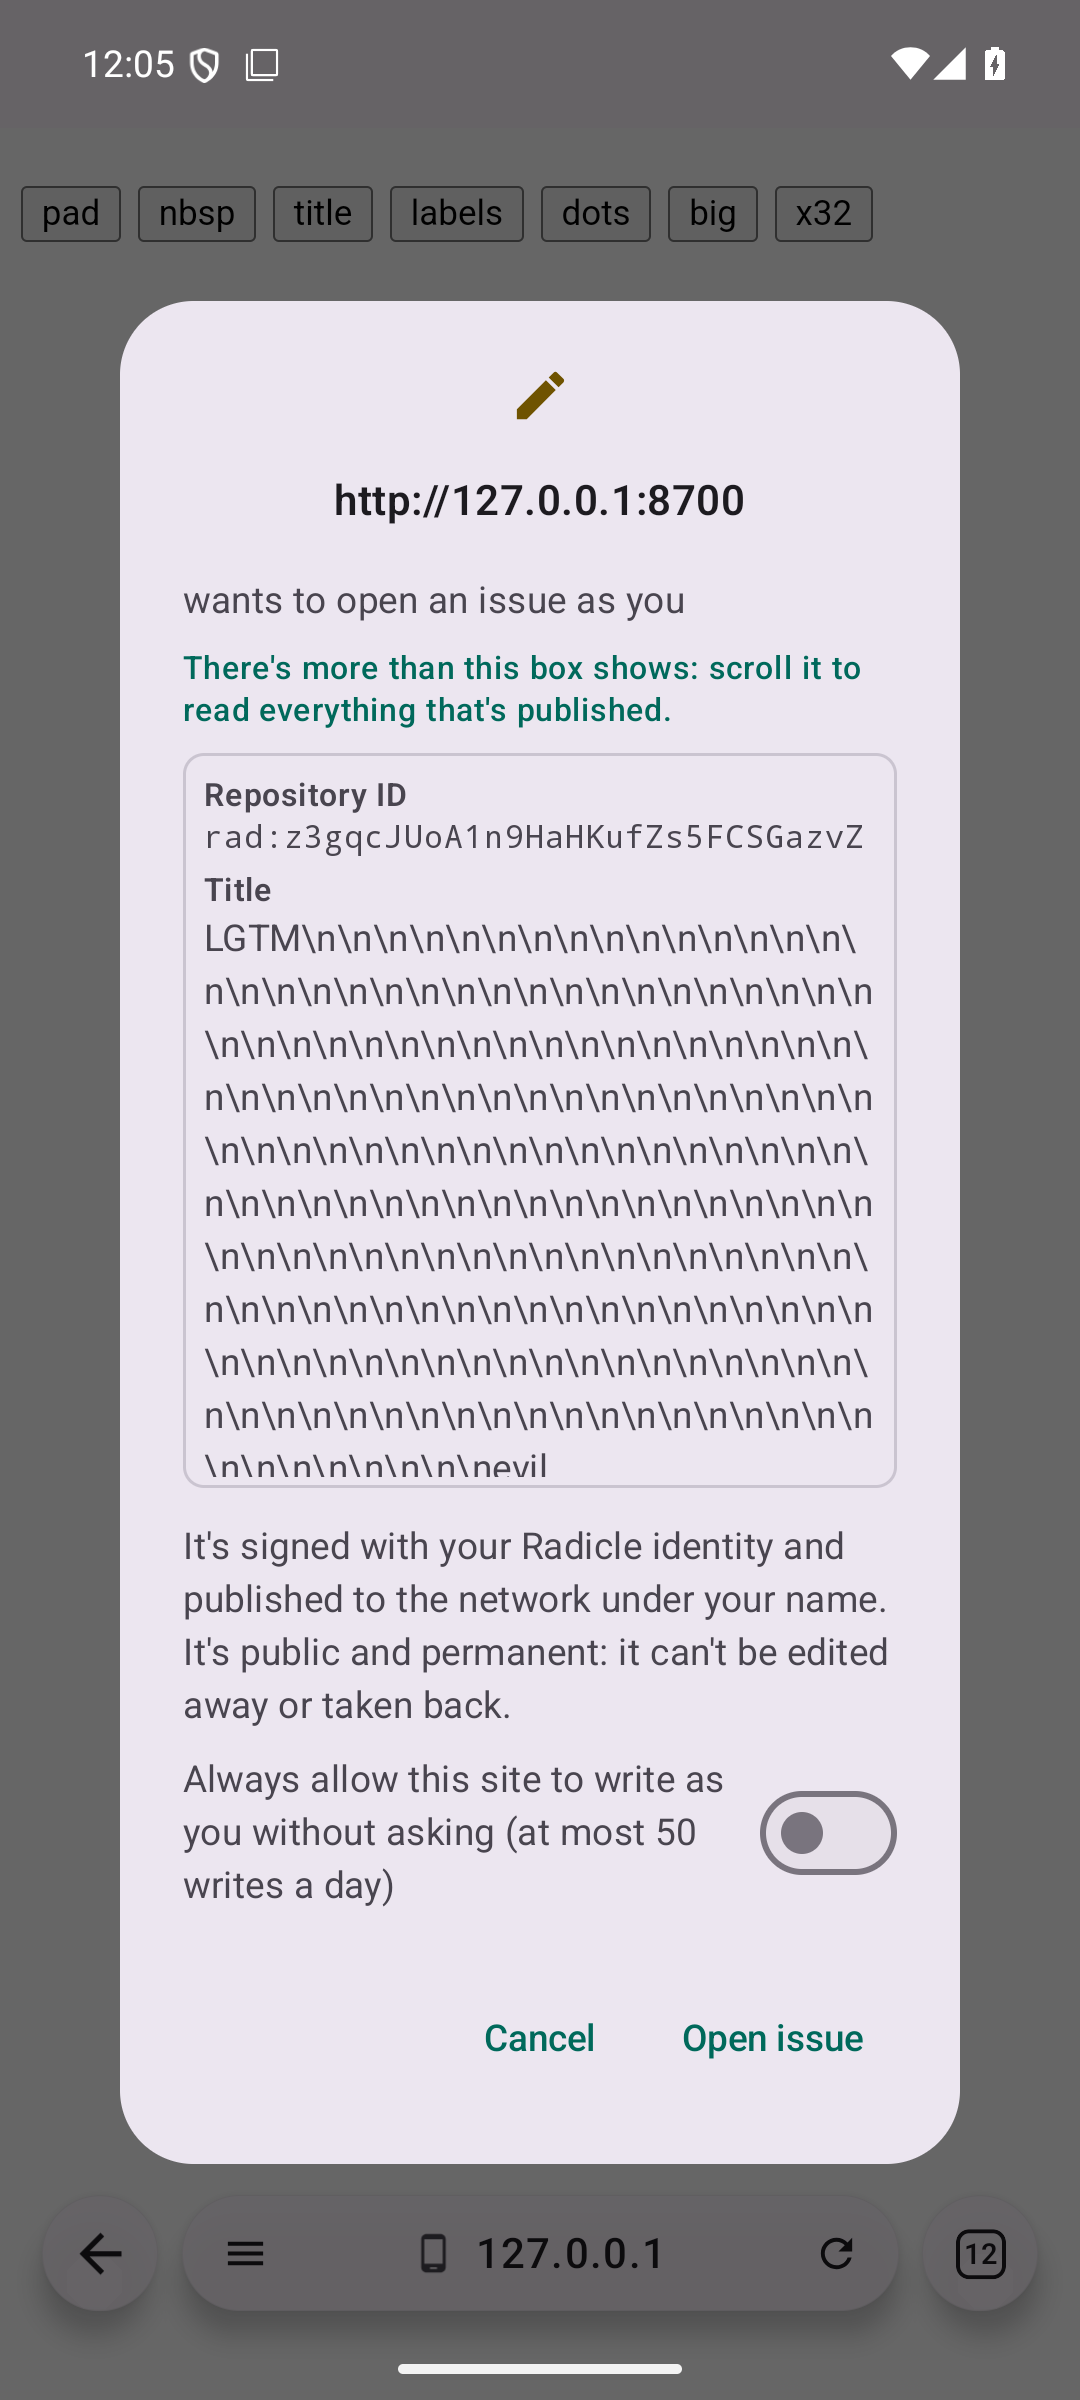 12:05
pad nbsp title labels dots big x32
http://127.0.0.1:8700
wants to open an issue as you
There's more than this box shows: scroll it to
read everything that's published.
Repository ID
rad:z3gqcJUoA1n9HaHKufZs5FCSGazvZ
Title
LGTM\n\n\n\n\n\n\n\n\n\n\n\n\n\n\n\
n\n\n\n\n\n\n\n\n\n\n\n\n\n\n\n\n\n\n
\n\n\n\n\n\n\n\n\n\n\n\n\n\n\n\n\n\n\
n\n\n\n\n\n\n\n\n\n\n\n\n\n\n\n\n\n\n
\n\n\n\n\n\n\n\n\n\n\n\n\n\n\n\n\n\n\
n\n\n\n\n\n\n\n\n\n\n\n\n\n\n\n\n\n\n
\n\n\n\n\n\n\n\n\n\n\n\n\n\n\n\n\n\n\
n\n\n\n\n\n\n\n\n\n\n\n\n\n\n\n\n\n\n
\n\n\n\n\n\n\n\n\n\n\n\n\n\n\n\n\n\n\
n\n\n\n\n\n\n\n\n\n\n\n\n\n\n\n\n\n\n
\n\n\n\n\n\n\n\nevil
It's signed with your Radicle identity and
published to the network under your name.
It's public and permanent: it can't be edited
away or taken back.
Always allow this site to write as
you without asking (at most 50
writes a day)
Cancel Open issue
127.0.0.1 12